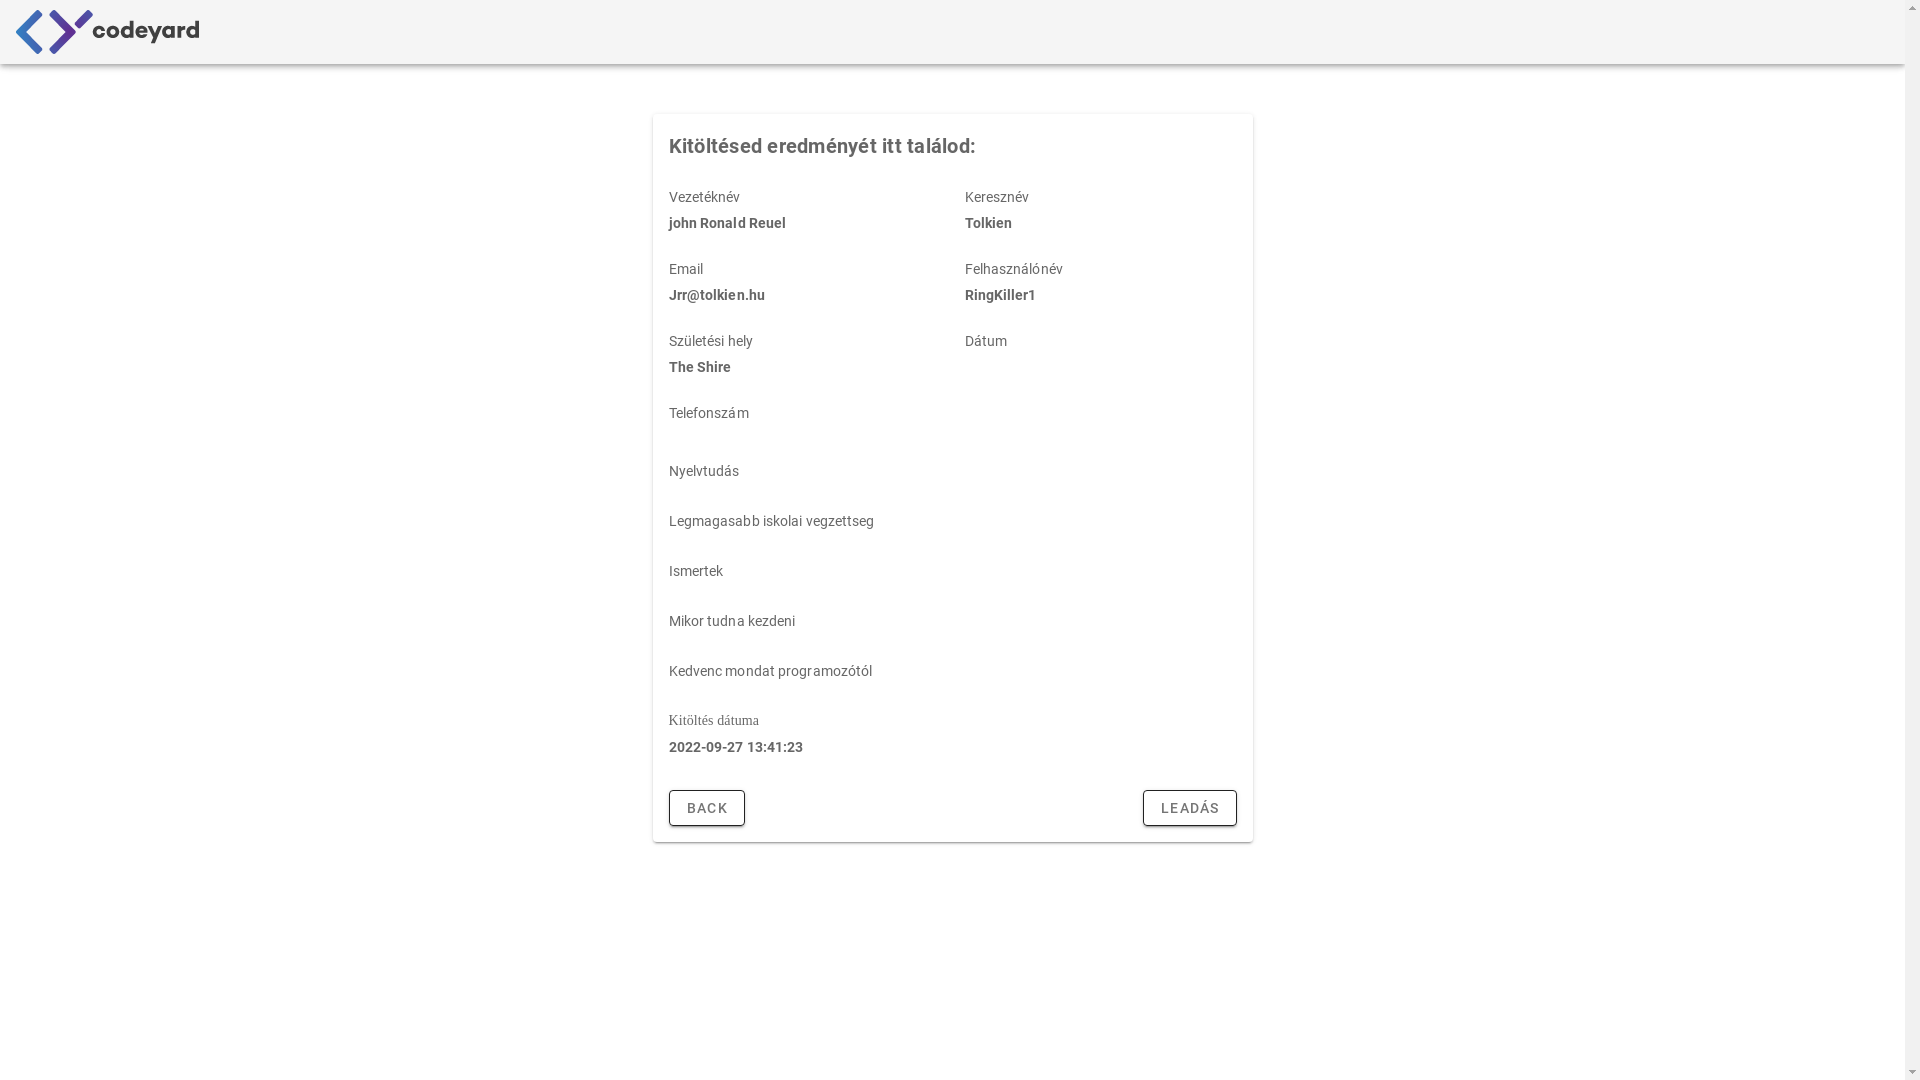 codeyard
Kitöltésed eredményét itt találod:
Vezetéknév
john Ronald Reuel
Keresznév
Tolkien
Email
Jrr@tolkien.hu
Felhasználónév
RingKiller1
Születési hely
The Shire
Dátum
Telefonszám
Nyelvtudás
Legmagasabb iskolai vegzettseg
Ismertek
Mikor tudna kezdeni
Kedvenc mondat programozótól
Kitöltés dátuma
2022-09-27 13:41:23
BACK
LEADÁS